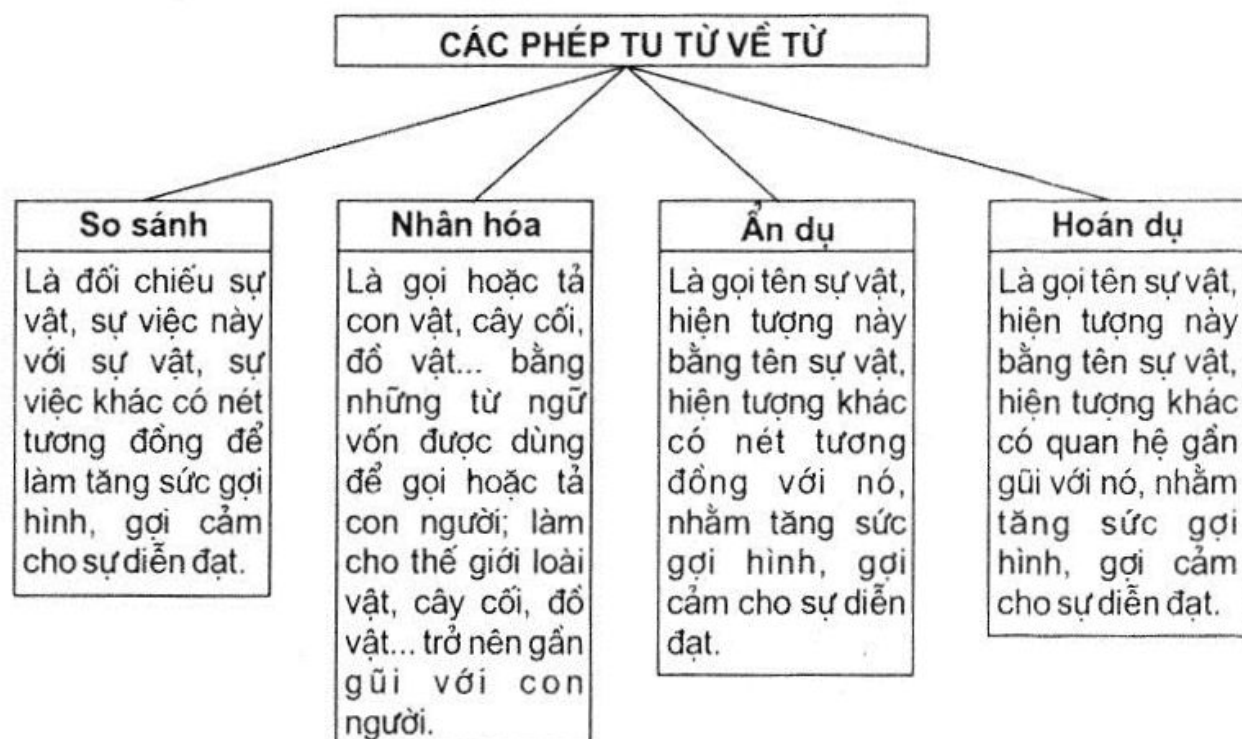 CÁC PHÉP TU TỪ VỀ TỪ
So sánh
Là đối chiếu sự
vật, sự việc này
với sự vật, sự
việc khác có nét
tương đồng để
làm tăng sức gợi
hình, gợi cảm
cho sự diễn đạt.
Nhân hóa
Là gọi hoặc tả
con vật, cây cối,
đồ vật... bằng
những từ ngữ
vốn được dùng
để gọi hoặc tả
con người; làm
cho thế giới loài
vật, cây cối, đồ
vật... trở nên gần
gũi với con
người.
Ẩn dụ
Là gọi tên sự vật,
hiện tượng này
bằng tên sự vật,
hiện tượng khác
có nét tương
đồng với nó,
nhằm tăng sức
gợi hình, gợi
cảm cho sự diễn
đạt.
Hoán dụ
Là gọi tên sự vật,
hiện tượng này
bằng tên sự vật,
hiện tượng khác
có quan hệ gần
gũi với nó, nhằm
tăng sức gợi
hình, gợi cảm
cho sự diễn đạt.